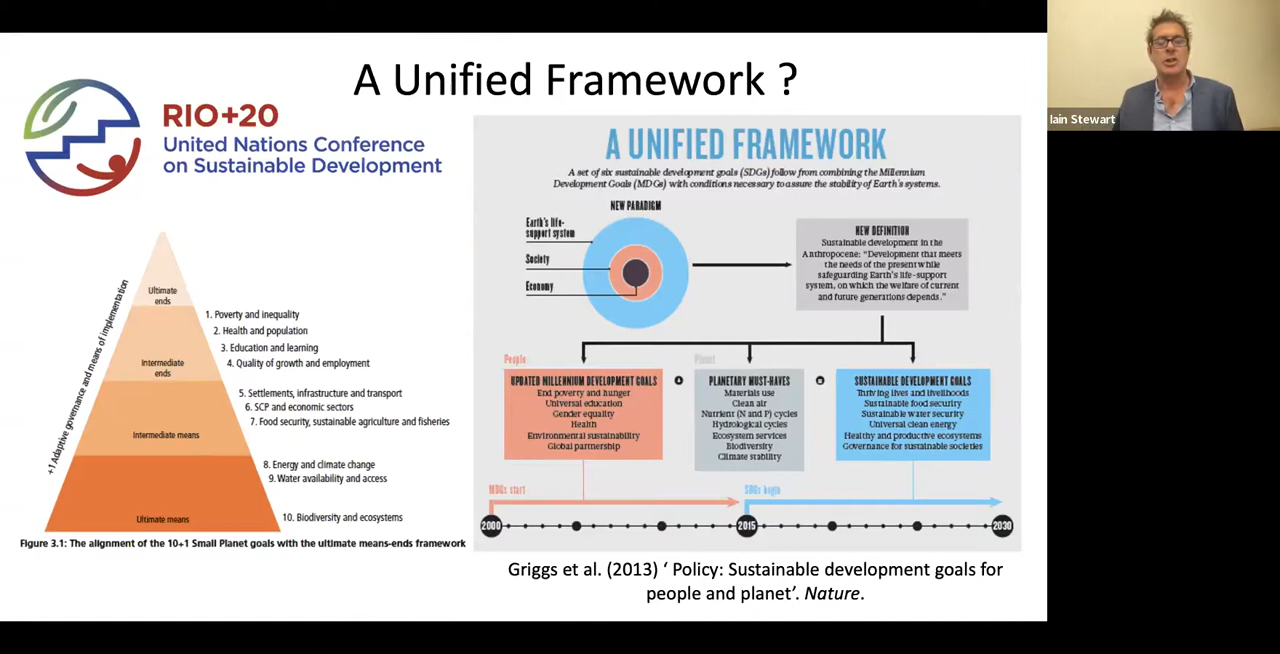 A Unified Framework ?
Iain Stewart
RIO+20
United Nations Conference
on Sustainable Development
+1 Adaptive governance and means of implementation
Ultimate
ends
Intermediate
ends
Intermediate means
Ultimate means
1. Poverty and inequality
2. Health and population
3. Education and learning
4. Quality of growth and employment
5. Settlements, infrastructure and transport
6. SCP and economic sectors
7. Food security, sustainable agriculture and fisheries
8. Energy and climate change
9. Water availability and access
10. Biodiversity and ecosystems
Figure 3.1: The alignment of the 10+1 Small Planet goals with the ultimate means-ends framework
A UNIFIED FRAMEWORK
A set of six sustainable development goals (SDGs) follow from combining the Millennium
Development Goals (MDGs) with conditions necessary to assure the stability of Earth's systems.
NEW PARADIGM
Earth's life-
support system
Society
Economy
NEW DEFINITION
Sustainable development in the
Anthropocene: "Development that meets
the needs of the present while
safeguarding Earth's life-support
system, on which the welfare of current
and future generations depends."
People
UPDATED MILLENNIUM DEVELOPMENT GOALS
End poverty and hunger
Universal education
Gender equality
Health
Environmental sustainability
Global partnership
Planet
PLANETARY MUST-HAVES
Materials use
Clean air
Nutrient (N and P) cycles
Hydrological cycles
Ecosystem services
Biodiversity
Climate stability
SUSTAINABLE DEVELOPMENT GOALS
Thriving lives and livelihoods
Sustainable food security
Sustainable water security
Universal clean energy
Healthy and productive ecosystems
Governance for sustainable societies
MDGs start
SDGs begin
2000
2015
2030
Griggs et al. (2013) ‘ Policy: Sustainable development goals for
people and planet’. Nature.